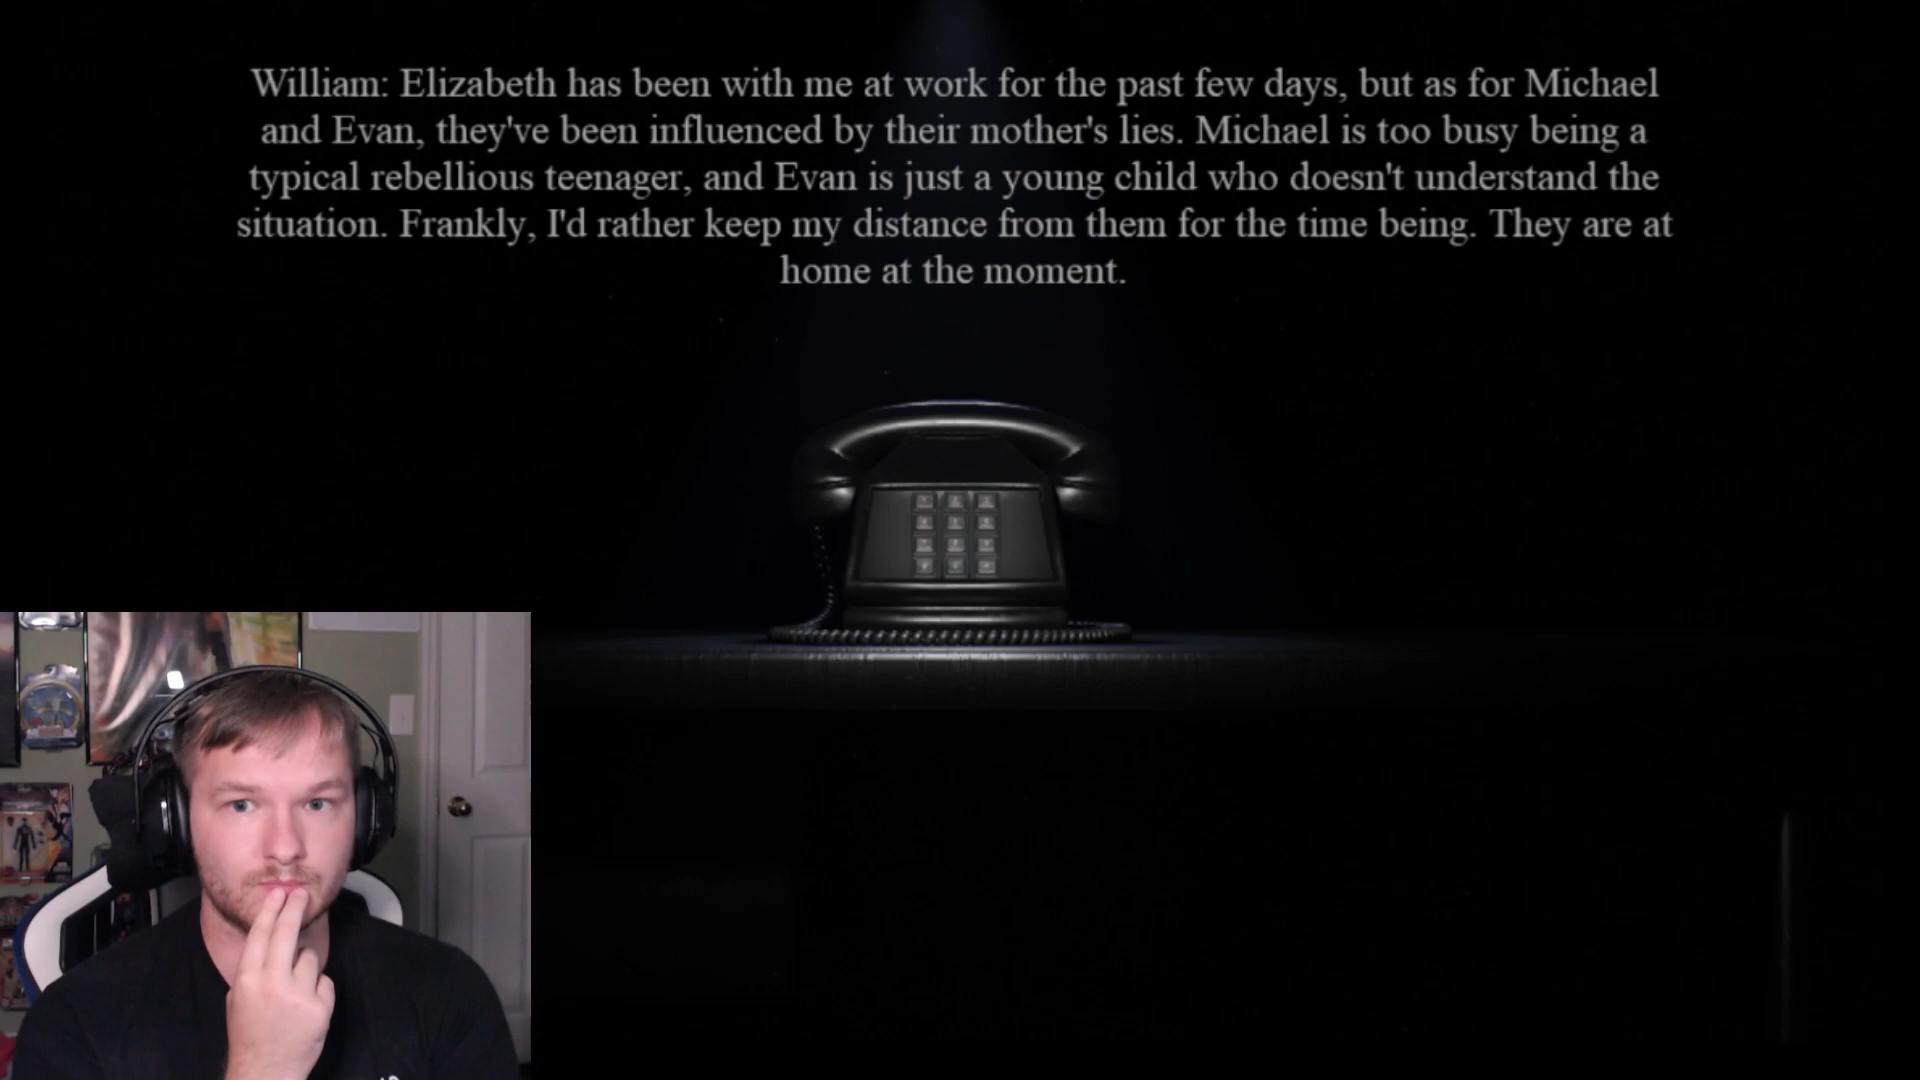 William: Elizabeth has been with me at work for the past few days, but as for Michael
and Evan, they've been influenced by their mother's lies. Michael is too busy being a
typical rebellious teenager, and Evan is just a young child who doesn't understand the
situation. Frankly, I'd rather keep my distance from them for the time being. They are at
home at the moment.